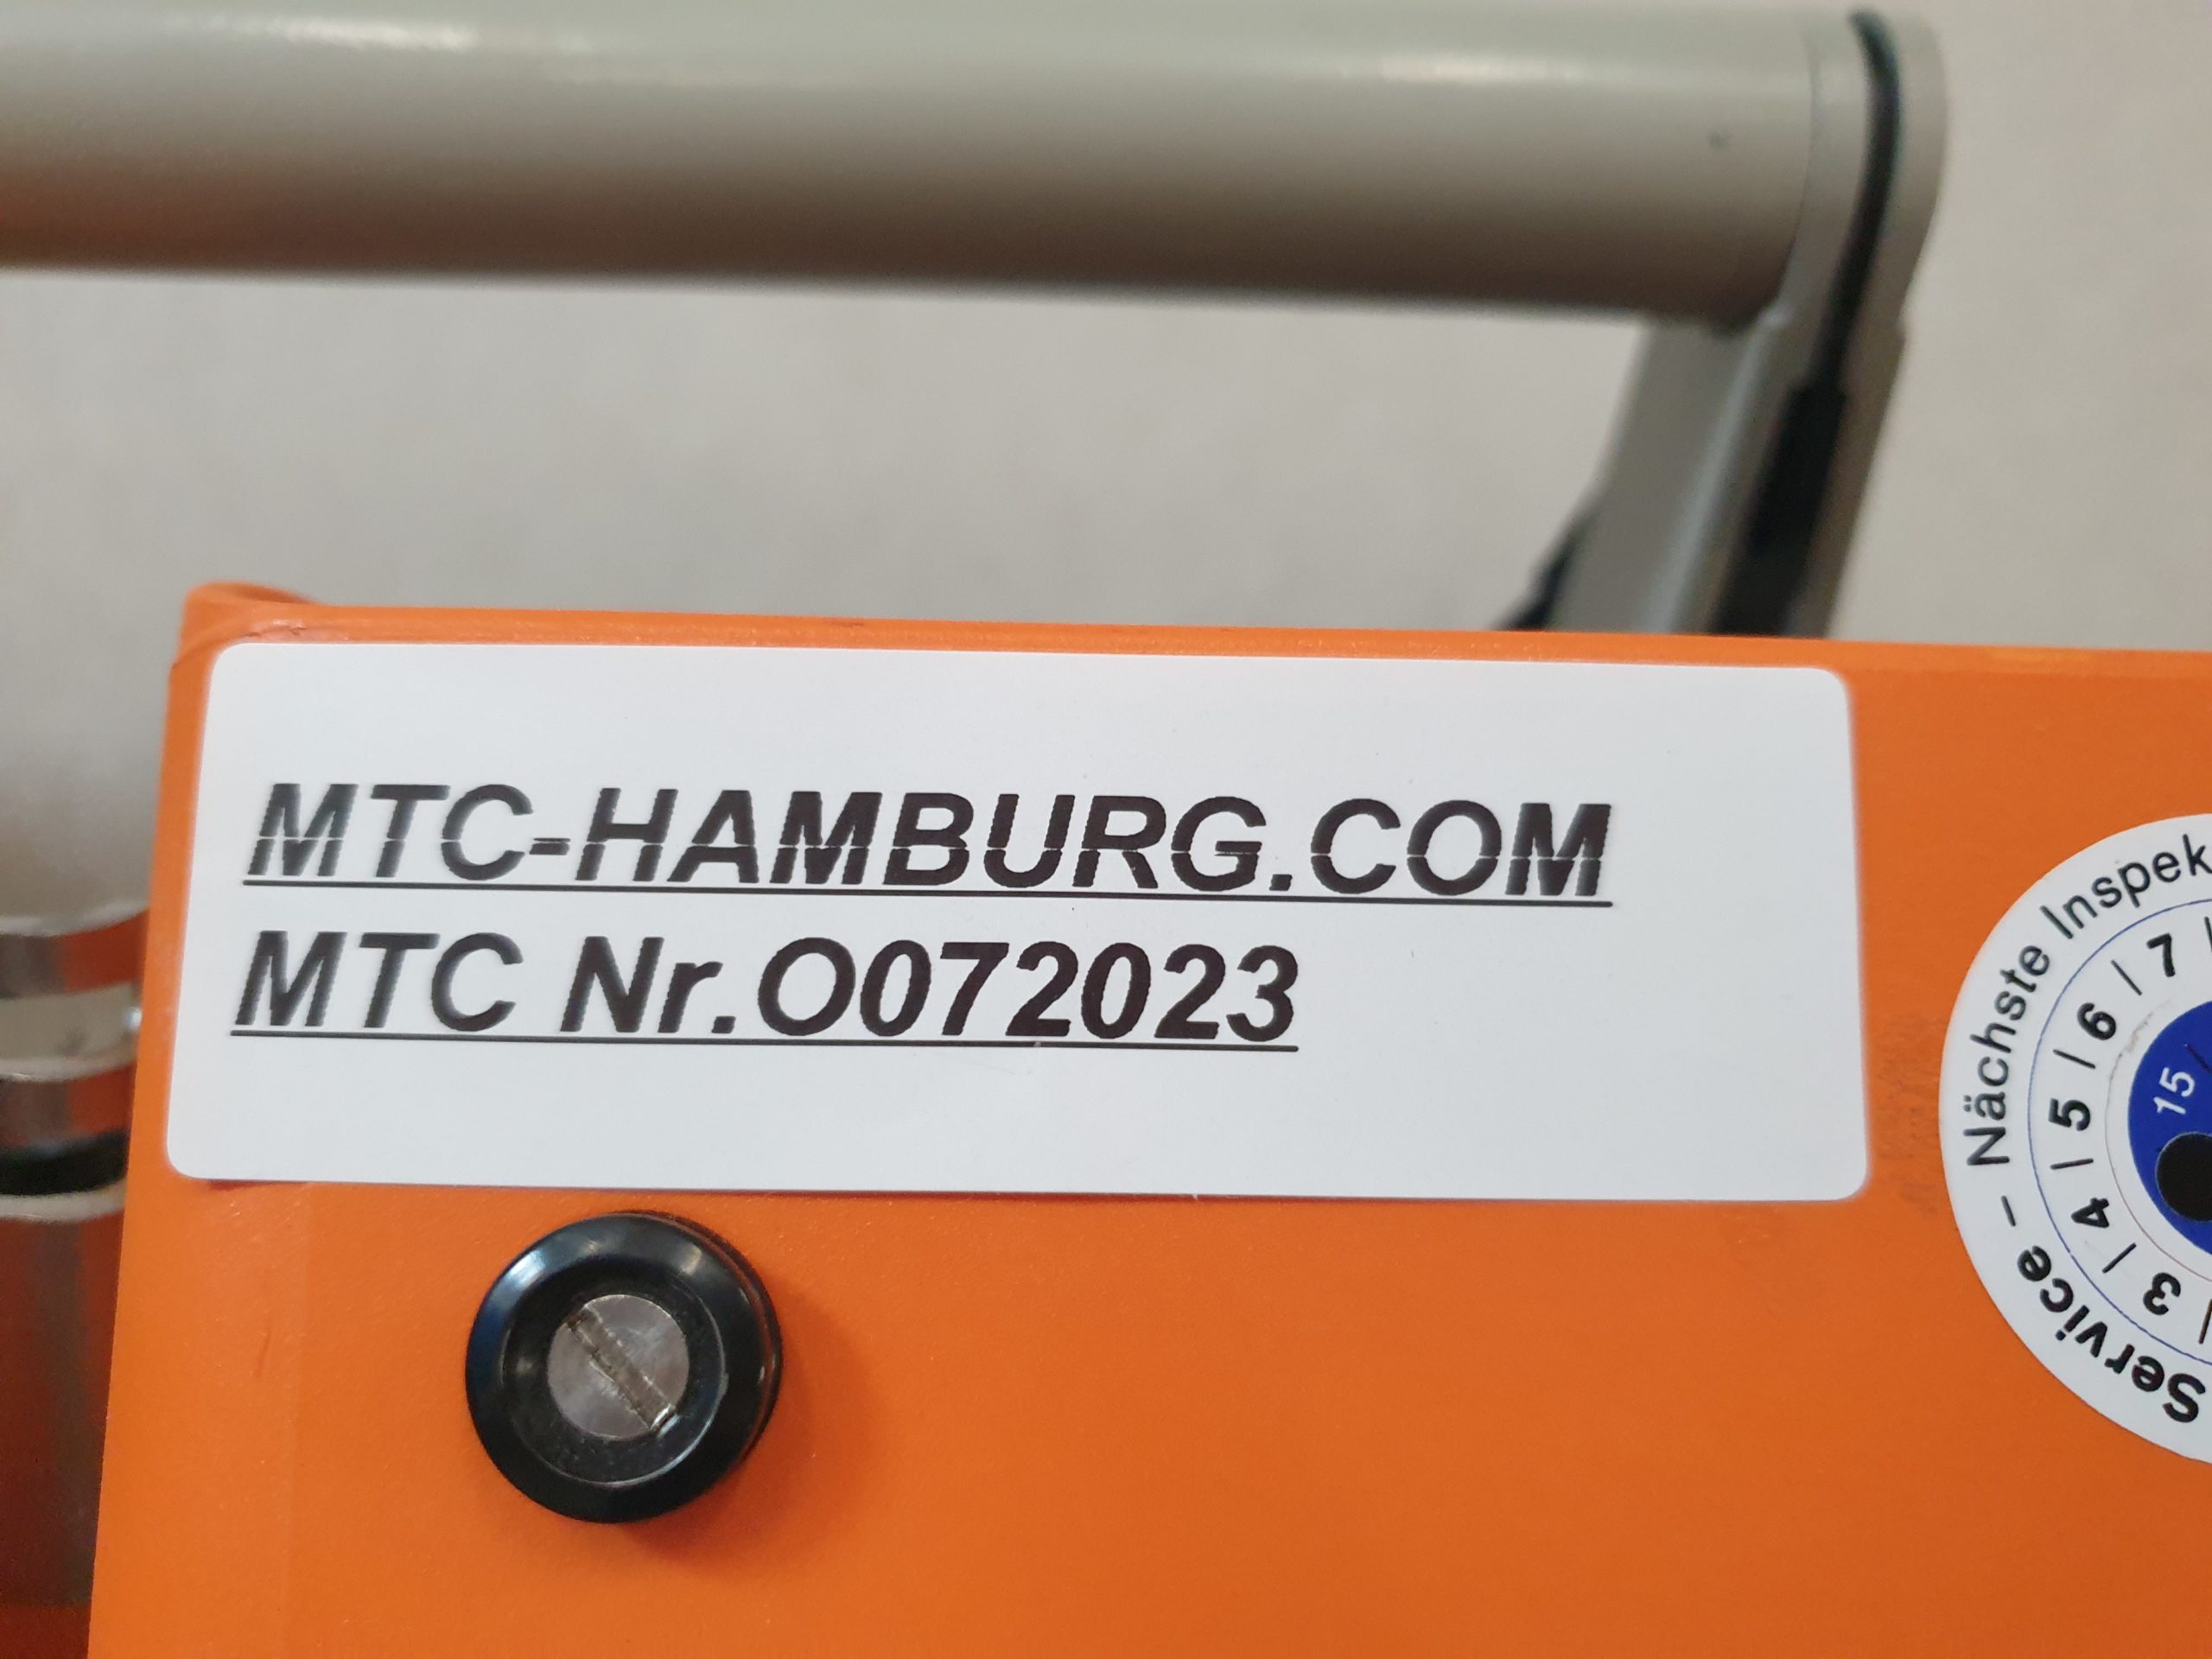 MTC-HAMBURG.COM
MTC Nr.O072023
Service – Nächste Inspek
3 / 4 / 5 / 6 / 7 /
15 /